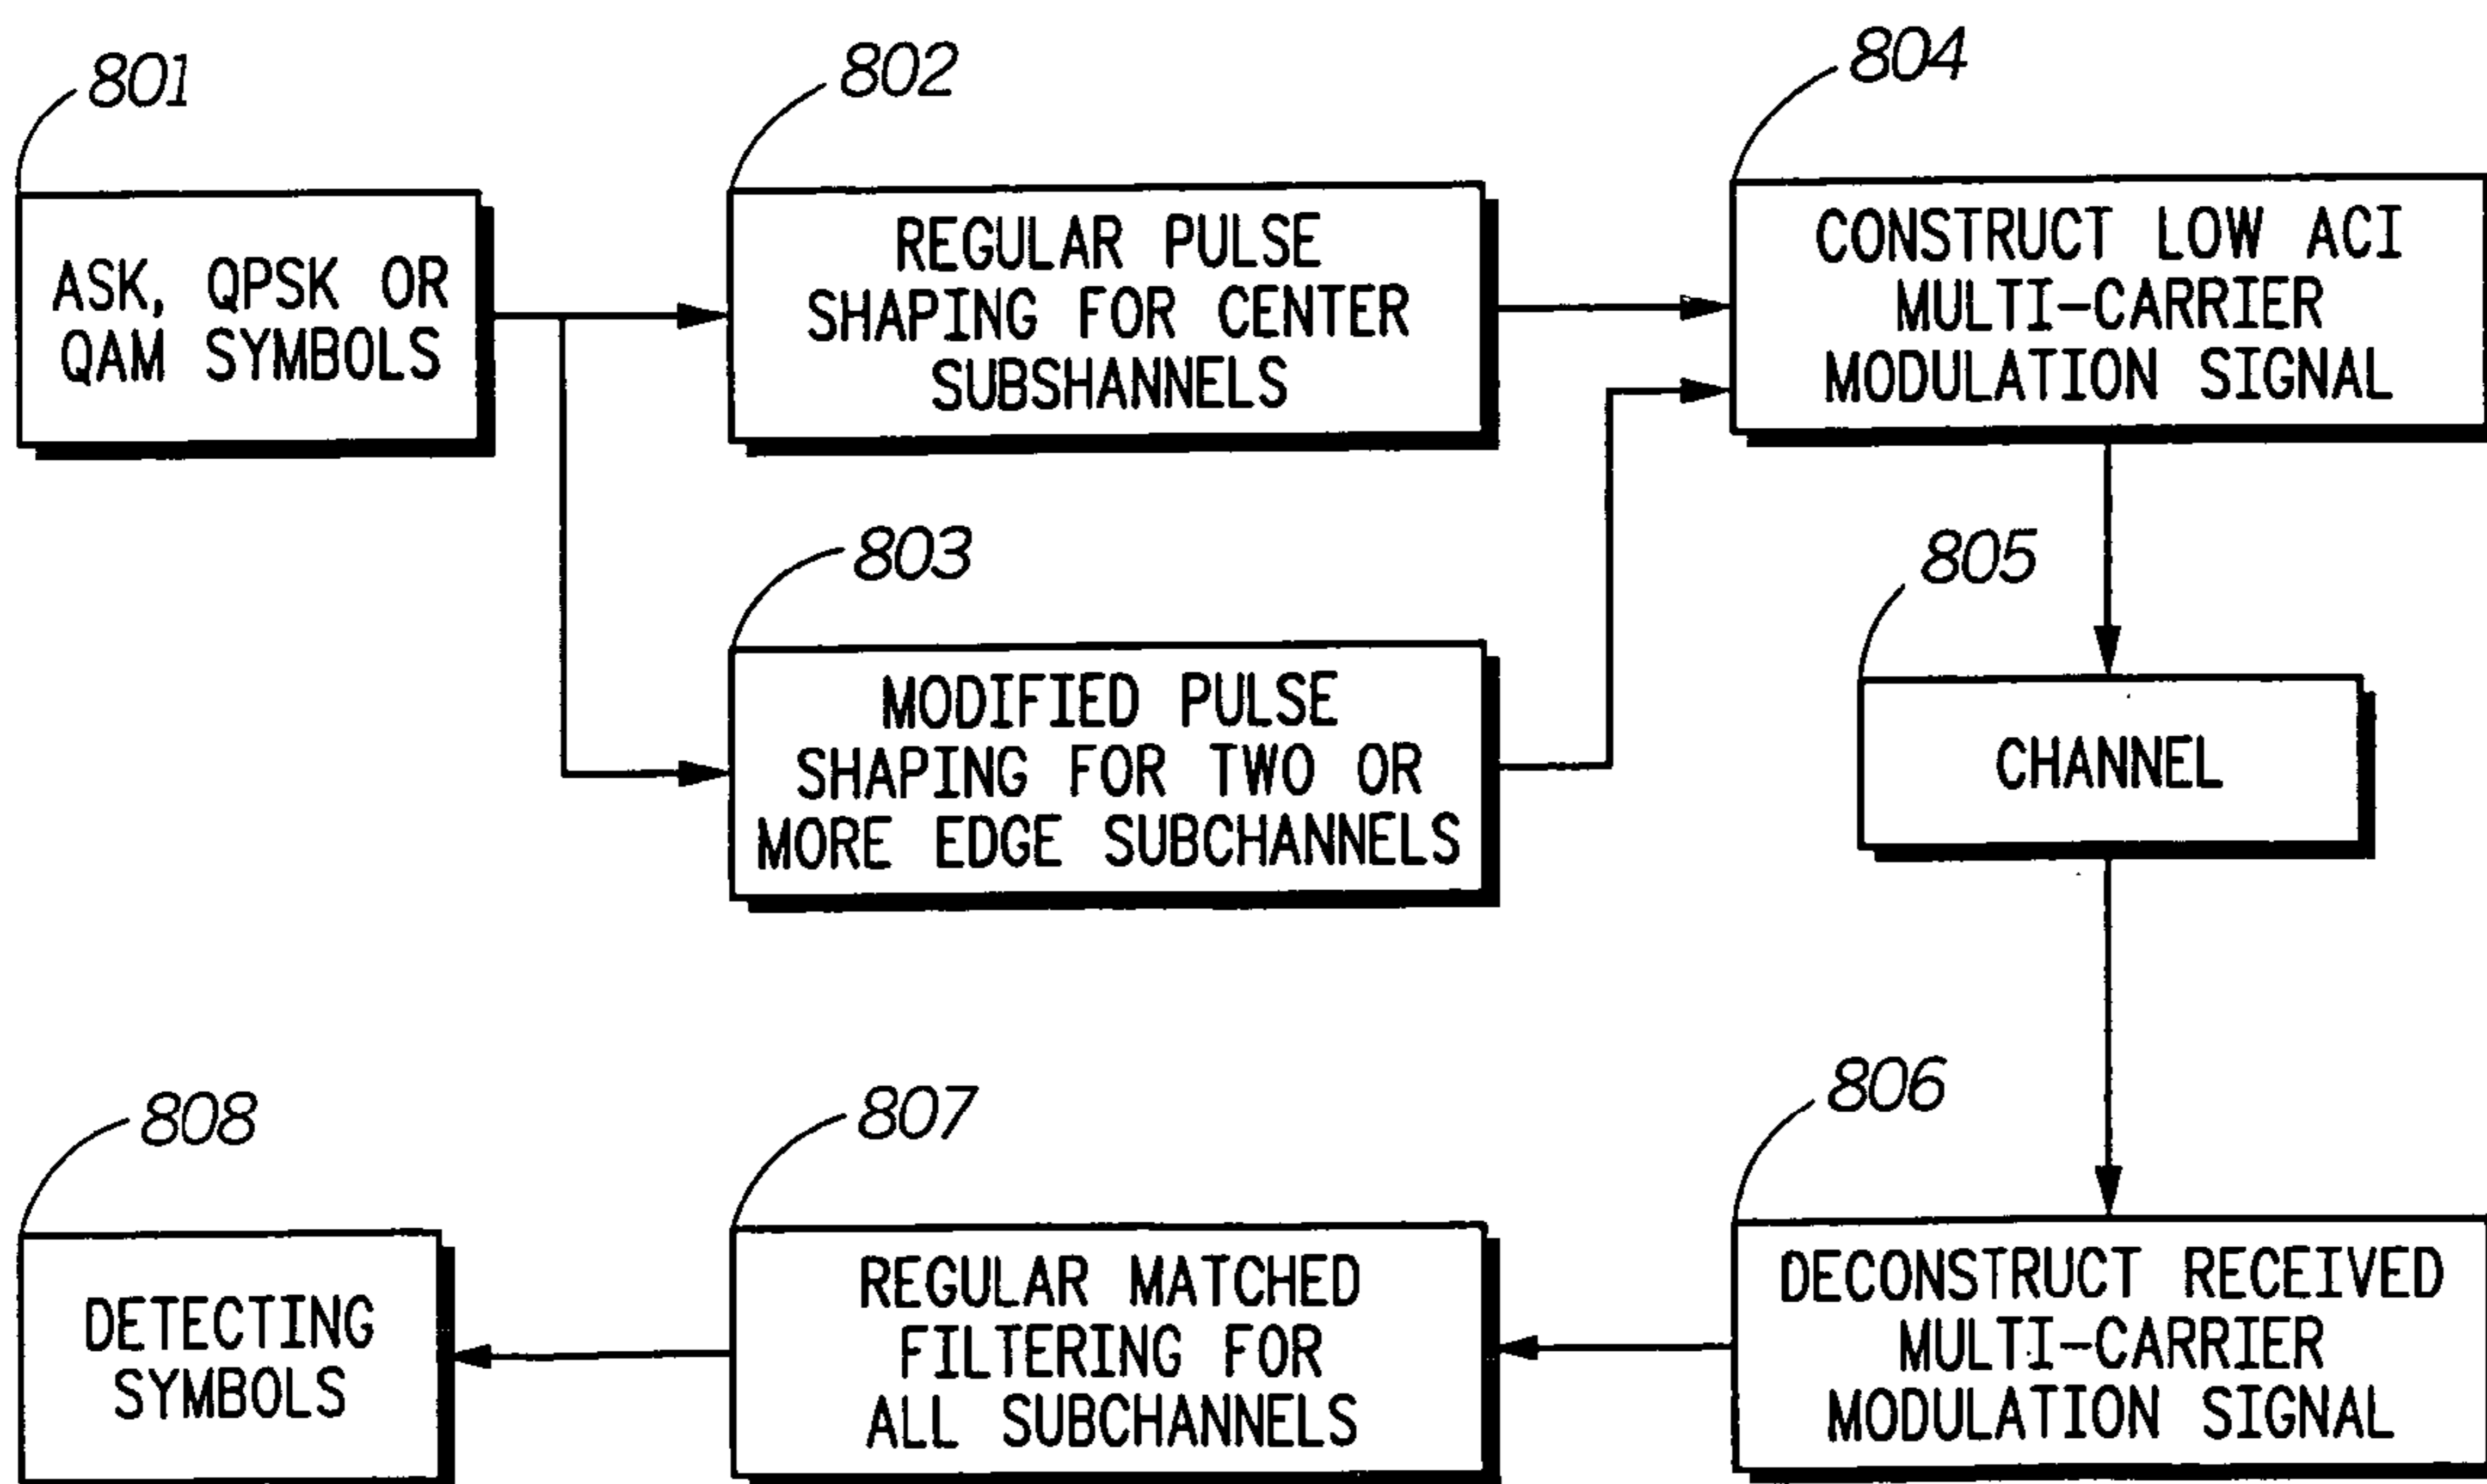 801
ASK, QPSK OR
QAM SYMBOLS
802
REGULAR PULSE
SHAPING FOR CENTER
SUBSHANNELS
803
MODIFIED PULSE
SHAPING FOR TWO OR
MORE EDGE SUBCHANNELS
804
CONSTRUCT LOW ACI
MULTI-CARRIER
MODULATION SIGNAL
805
CHANNEL
806
DECONSTRUCT RECEIVED
MULTI-CARRIER
MODULATION SIGNAL
807
REGULAR MATCHED
FILTERING FOR
ALL SUBCHANNELS
808
DETECTING
SYMBOLS